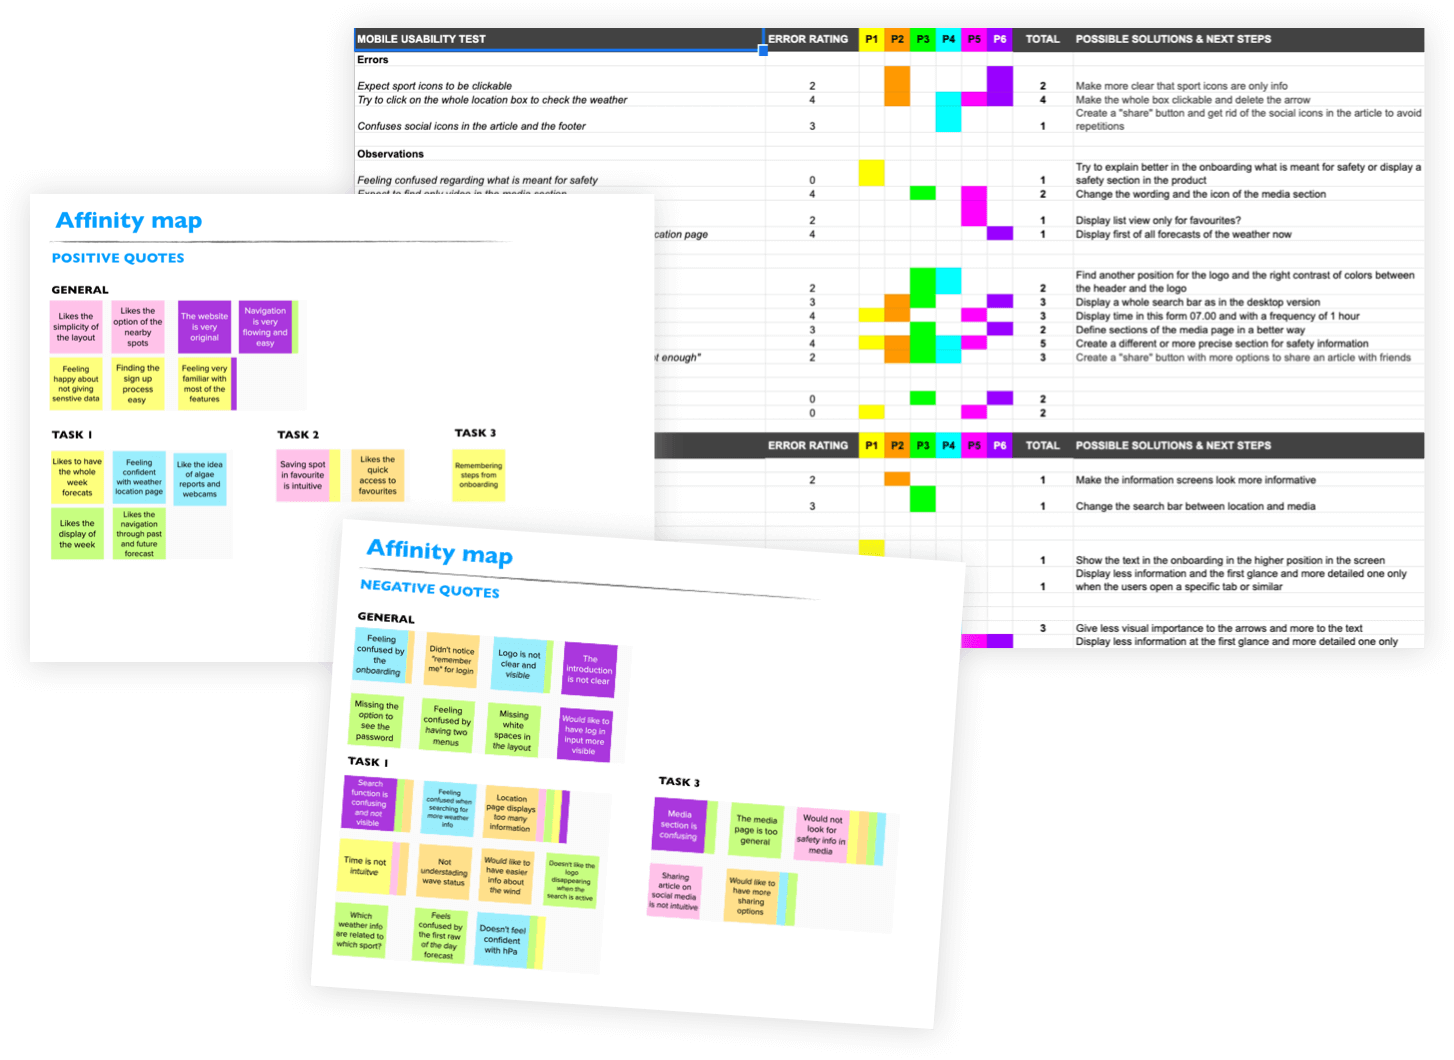 MOBILE USABILITY TEST ERROR RATING P1 P2 P3 P4 P5 P6 TOTAL POSSIBLE SOLUTIONS & NEXT STEPS
Errors
Expect sport icons to be clickable 2 2 Make more clear that sport icons are only info
Try to click on the whole location box to check the weather 4 4 Make the whole box clickable and delete the arrow
Create a "share" button and get rid of the social icons in the article to avoid
Confuses social icons in the article and the footer 3 1 repetitions
Observations
Try to explain better in the onboarding what is meant for safety or display a
Feeling confused regarding what is meant for safety 0 1 safety section in the product
Expect to find only video in the media section 4 2 Change the wording and the icon of the media section
2 1 Display list view only for favourites?
cation page 4 1 Display first of all forecasts of the weather now
Find another position for the logo and the right contrast of colors between
2 2 the header and the logo
3 3 Display a whole search bar as in the desktop version
4 3 Display time in this form 07.00 and with a frequency of 1 hour
3 2 Define sections of the media page in a better way
4 5 Create a different or more precise section for safety information
t enough" 2 3 Create a "share" button with more options to share an article with friends
0 2
0 2
ERROR RATING P1 P2 P3 P4 P5 P6 TOTAL POSSIBLE SOLUTIONS & NEXT STEPS
2 1 Make the information screens look more informative
3 1 Change the search bar between location and media
1 Show the text in the onboarding in the higher position in the screen
Display less information and the first glance and more detailed one only
1 when the users open a specific tab or similar
3 Give less visual importance to the arrows and more to the text
Display less information at the first glance and more detailed one only
Affinity map
POSITIVE QUOTES
GENERAL
Likes the
simplicity of
the layout
Likes the
option of the
nearby
spots
The website
is very
original
Navigation
is very
flowing and
easy
Feeling
happy about
not giving
senstive data
Finding the
sign up
process
easy
Feeling very
familiar with
most of the
features
TASK 1
Likes to have
the whole
week
forecats
Feeling
confident
with weather
location page
Like the idea
of algae
reports and
webcams
Likes the
display of
the week
Likes the
navigation
through past
and future
forecast
TASK 2
Saving spot
in favourite
is intuitive
Likes the
quick
access to
favourites
TASK 3
Remembering
steps from
onboarding
Affinity map
NEGATIVE QUOTES
GENERAL
Feeling
confused by
the
onboarding
Didn't notice
"remember
me" for login
Logo is not
clear and
visible
The
introduction
is not clear
Missing the
option to
see the
password
Feeling
confused by
having two
menus
Missing
white
spaces in
the layout
Would like to
have log in
input more
visible
TASK 1
Search
function is
confusing
and not
visible
Feeling
confused when
searching for
more weather
info
Location
page displays
too many
information
Time is not
intuitve
Not
understading
wave status
Would like to
have easier
info about
the wind
Doesn't like the
logo
disappearing
when the
search is active
Which
weather info
are related to
which sport?
Feels
confused by
the first raw
of the day
forecast
Doesn't feel
confident
with hPa
TASK 3
Media
section is
confusing
The media
page is too
general
Would not
look for
safety info in
media
Sharing
article on
social media
is not intuitive
Would like to
have more
sharing
options